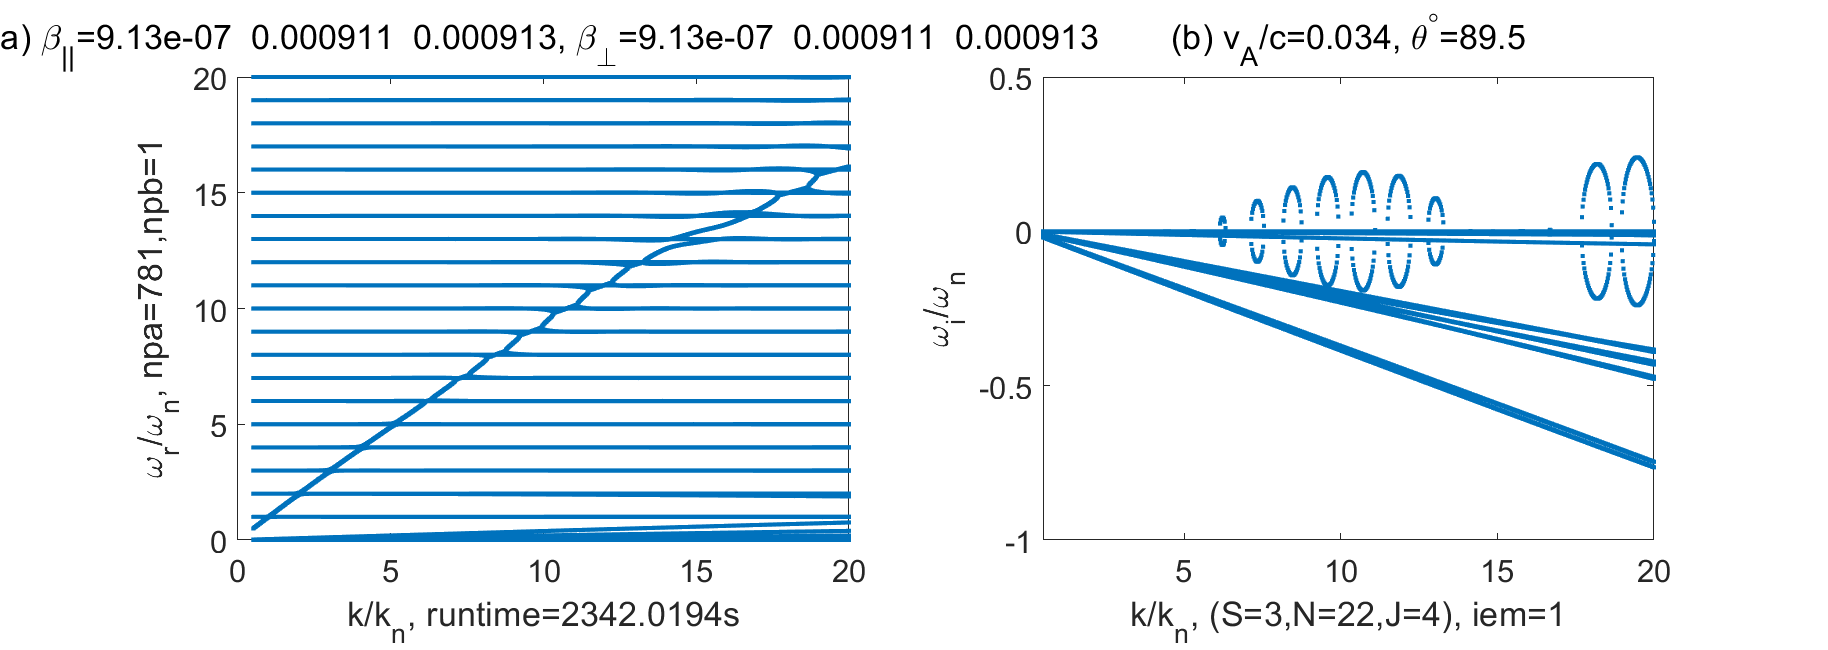 a) β||=9.13e-07 0.000911 0.000913, β⊥=9.13e-07 0.000911 0.000913
(b) vA/c=0.034, θ°=89.5
ωr/ωn, npa=781,npb=1
20
15
10
5
0
0 5 10 15 20
k/kn, runtime=2342.0194s
ωi/ωn
0.5
0
-0.5
-1
5 10 15 20
k/kn, (S=3,N=22,J=4), iem=1